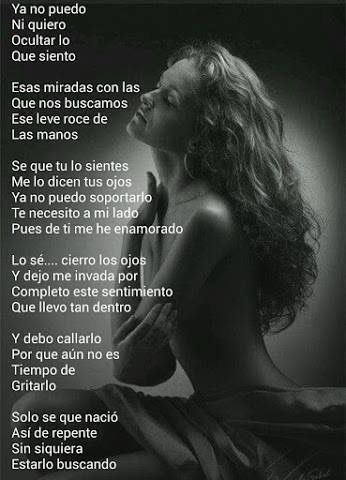 Ya no puedo
Ni quiero
Ocultar lo
Que siento
Esas miradas con las
Que nos buscamos
Ese leve roce de
Las manos
Se que tu lo sientes
Me lo dicen tus ojos
Ya no puedo soportarlo
Te necesito a mi lado
Pues de ti me he enamorado
Lo sé.... cierro los ojos
Y dejo me invada por
Completo este sentimiento
Que llevo tan dentro
Y debo callarlo
Por que aún no es
Tiempo de
Gritarlo
Solo se que nació
Así de repente
Sin siquiera
Estarlo buscando